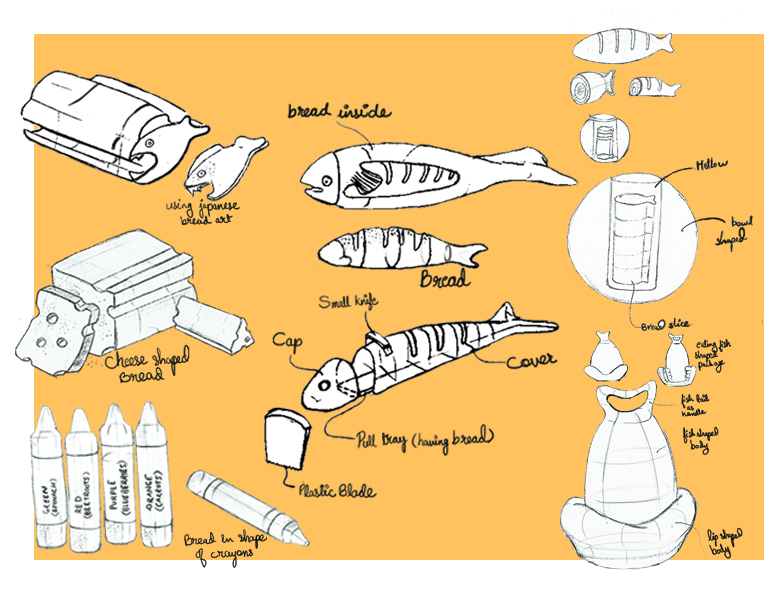 bread inside
using japanese
bread art
Bread
Cheese shaped
Bread
Small knife
Cap
Cover
Pull tray (having bread)
Plastic Blade
GREEN
(SPINACH)
RED
(BEETROOTS)
PURPLE
(BLUEBERRIES)
ORANGE
(CARROTS)
Bread in shape
of crayons
Hollow
bowl
shaped
Bread slice
eating fish
shaped
package
fish tail
as
handle
fish shaped
body
lip shaped
body